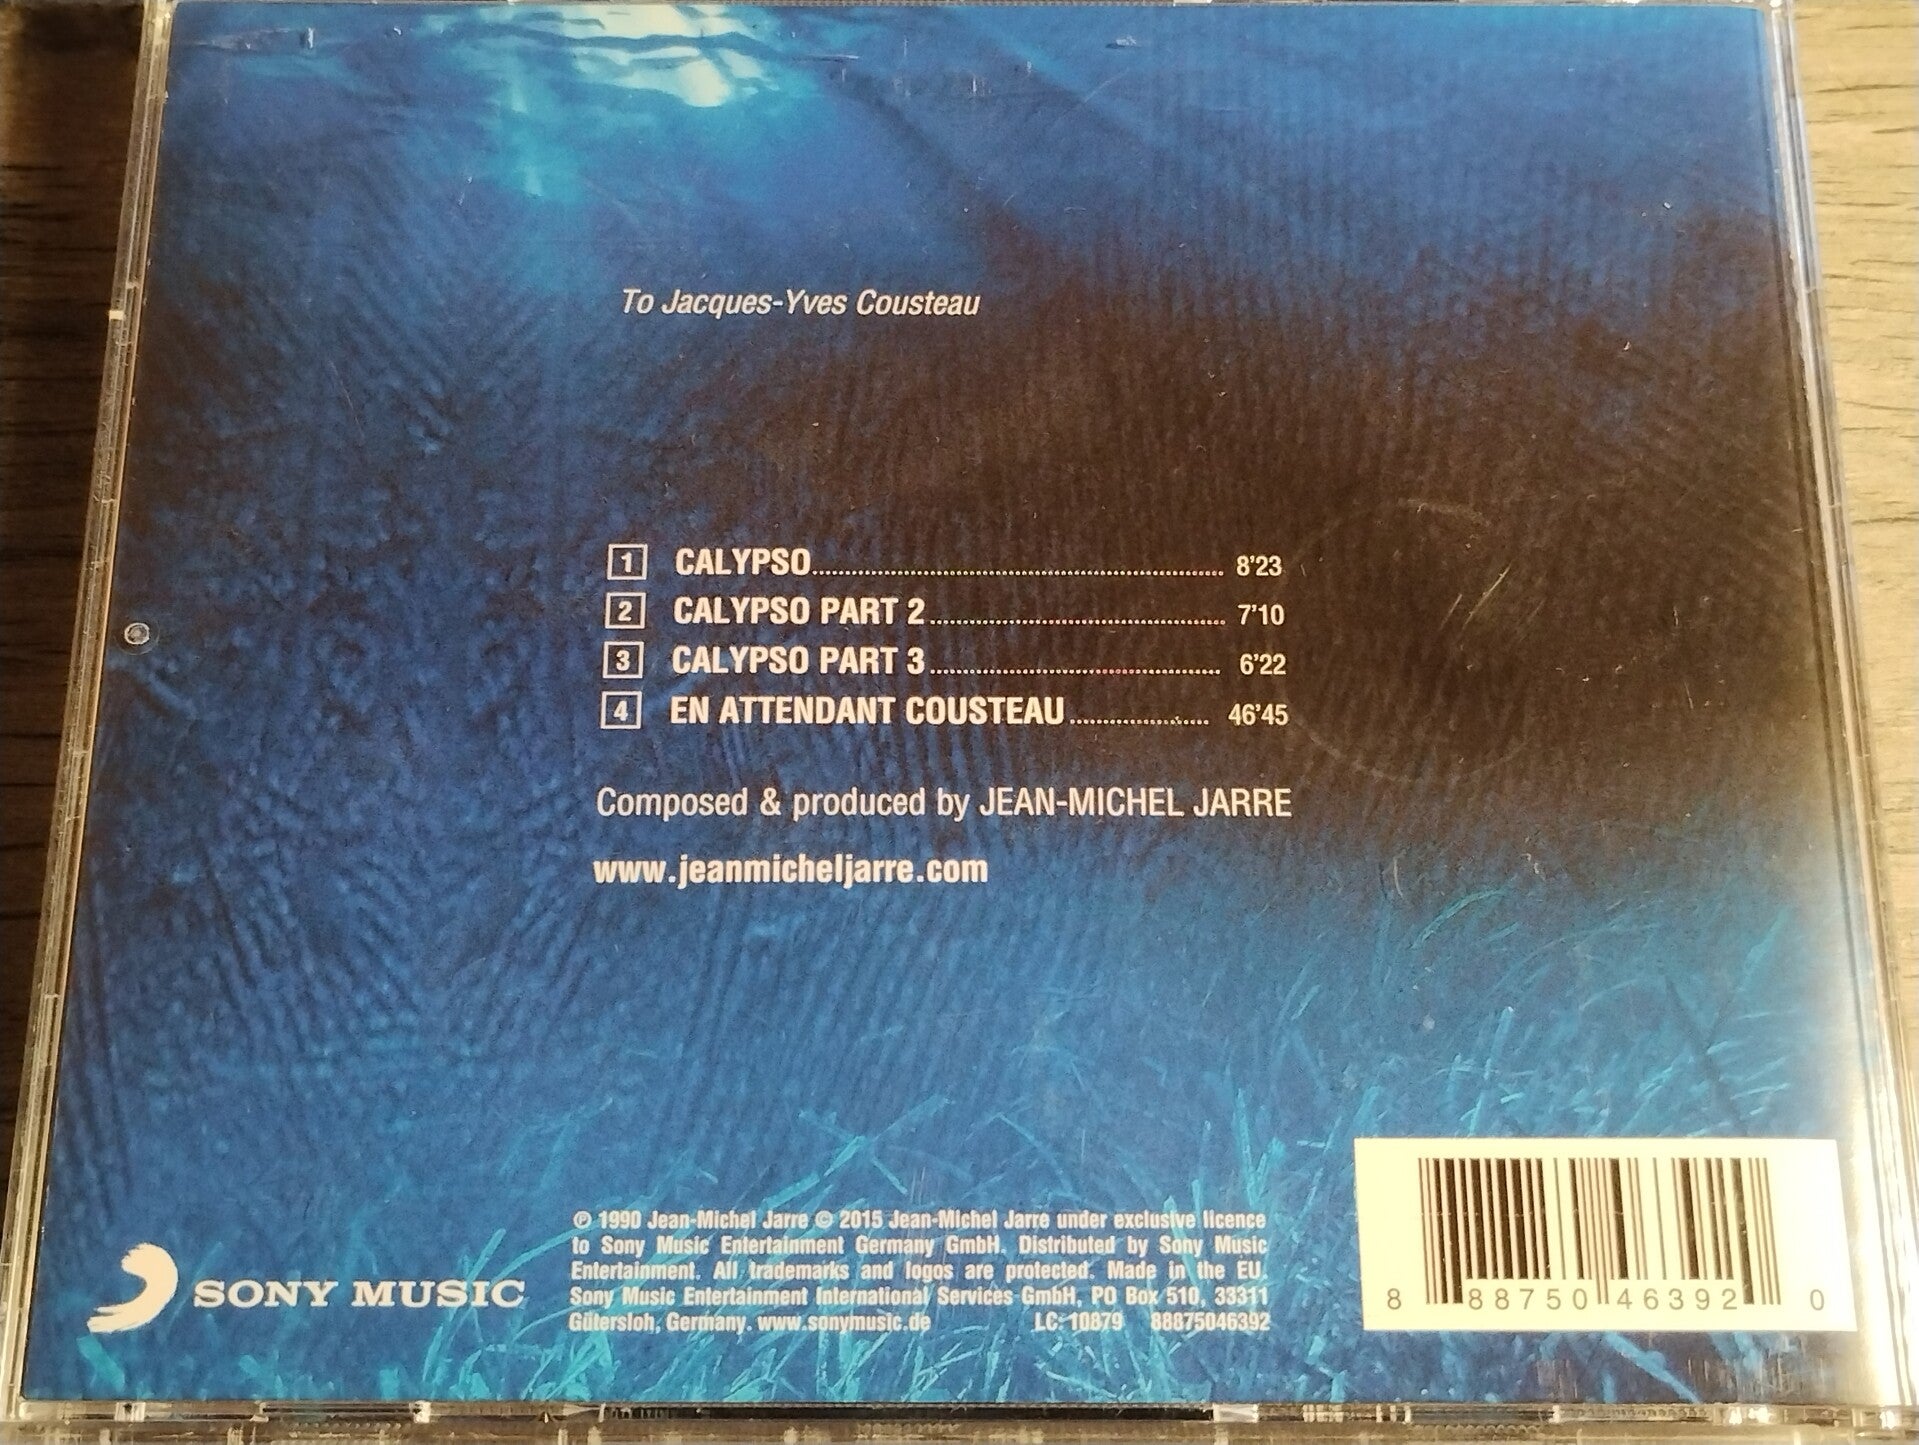 To Jacques-Yves Cousteau
1 CALYPSO........................................ 8'23
2 CALYPSO PART 2............................. 7'10
3 CALYPSO PART 3............................. 6'22
4 EN ATTENDANT COUSTEAU.................... 46'45
Composed & produced by JEAN-MICHEL JARRE
www.jeanmicheljarre.com
℗ 1990 Jean-Michel Jarre © 2015 Jean-Michel Jarre under exclusive licence
to Sony Music Entertainment Germany GmbH. Distributed by Sony Music
Entertainment. All trademarks and logos are protected. Made in the EU.
Sony Music Entertainment International Services GmbH, PO Box 510, 33311
Gütersloh, Germany. www.sonymusic.de LC 10879 88875046392
SONY MUSIC
8 88750 46392 0